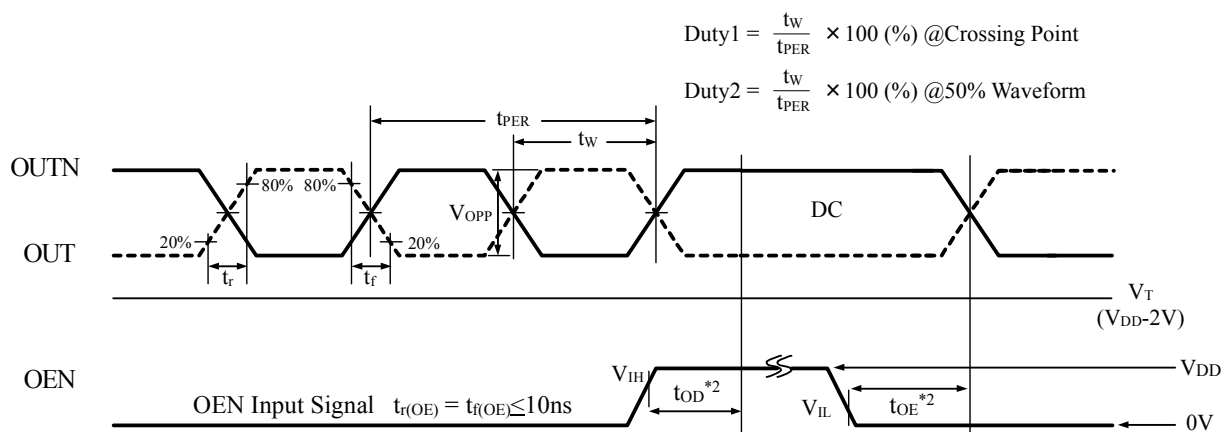 Duty1 = tW/tPER × 100 (%) @Crossing Point
Duty2 = tW/tPER × 100 (%) @50% Waveform
tPER
tW
OUTN
80% 80%
VOPP
DC
20%
20%
OUT
tr
tf
VT
(VDD-2V)
OEN
VIH
VDD
tOD*2
tOE*2
VIL
OEN Input Signal tr(OE) = tf(OE)≤10ns
0V